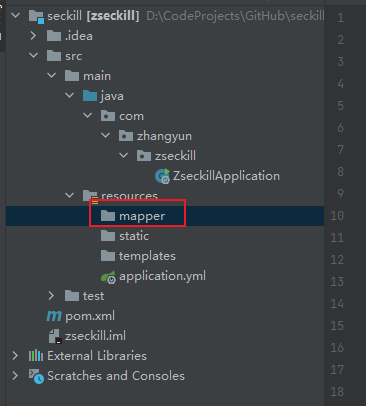 seckill [zseckill] D:\CodeProjects\GitHub\seckill
.idea
src
main
java
com
zhangyun
zseckill
ZseckillApplication
resources
mapper
static
templates
application.yml
test
pom.xml
zseckill.iml
External Libraries
Scratches and Consoles
1
2
3
4
5
6
7
8
9
10
11
12
13
14
15
16
17
18